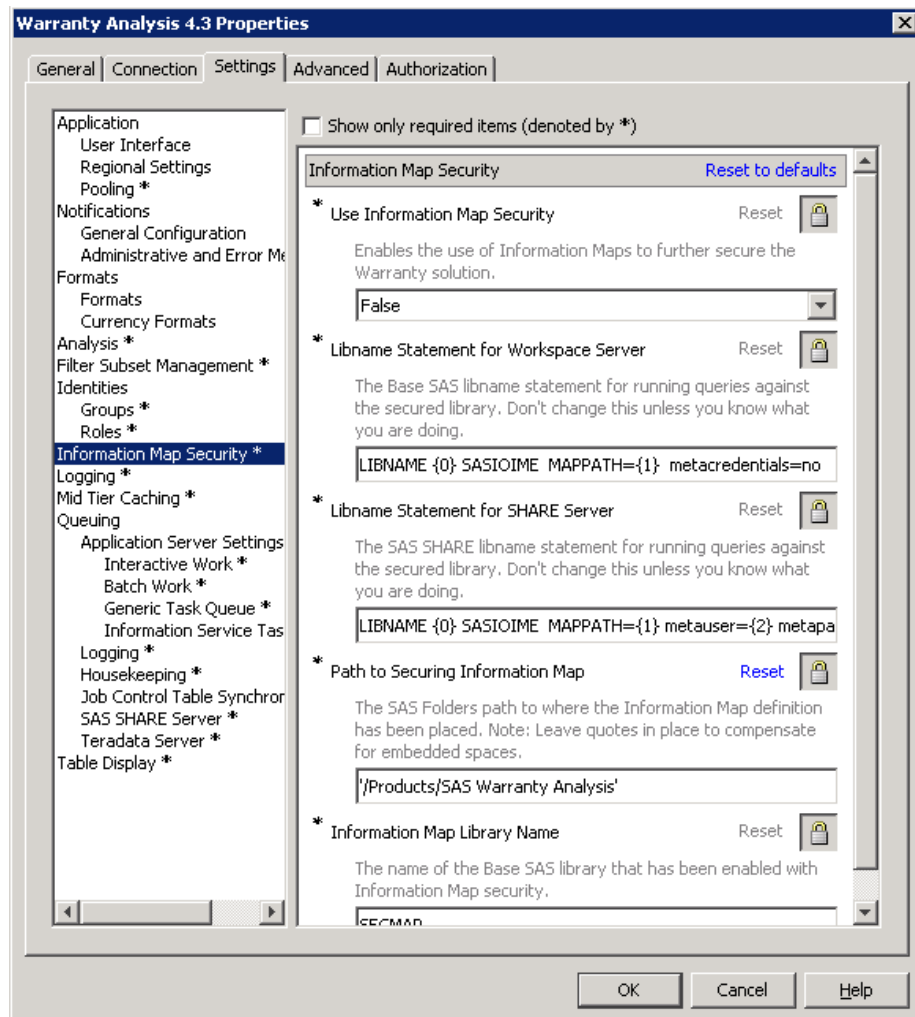 Warranty Analysis 4.3 Properties
General Connection Settings Advanced Authorization
Application
User Interface
Regional Settings
Pooling *
Notifications
General Configuration
Administrative and Error Me
Formats
Formats
Currency Formats
Analysis *
Filter Subset Management *
Identities
Groups *
Roles *
Information Map Security *
Logging *
Mid Tier Caching *
Queuing
Application Server Settings
Interactive Work *
Batch Work *
Generic Task Queue *
Information Service Tas
Logging *
Housekeeping *
Job Control Table Synchror
SAS SHARE Server *
Teradata Server *
Table Display *
Show only required items (denoted by *)
Information Map Security Reset to defaults
* Use Information Map Security Reset
Enables the use of Information Maps to further secure the
Warranty solution.
False
* Libname Statement for Workspace Server Reset
The Base SAS libname statement for running queries against
the secured library. Don't change this unless you know what
you are doing.
LIBNAME {0} SASIOIME MAPPATH={1} metacredentials=no
* Libname Statement for SHARE Server Reset
The SAS SHARE libname statement for running queries against
the secured library. Don't change this unless you know what
you are doing.
LIBNAME {0} SASIOIME MAPPATH={1} metauser={2} metapa
* Path to Securing Information Map Reset
The SAS Folders path to where the Information Map definition
has been placed. Note: Leave quotes in place to compensate
for embedded spaces.
'/Products/SAS Warranty Analysis'
* Information Map Library Name Reset
The name of the Base SAS library that has been enabled with
Information Map security.
SECMAP
OK Cancel Help